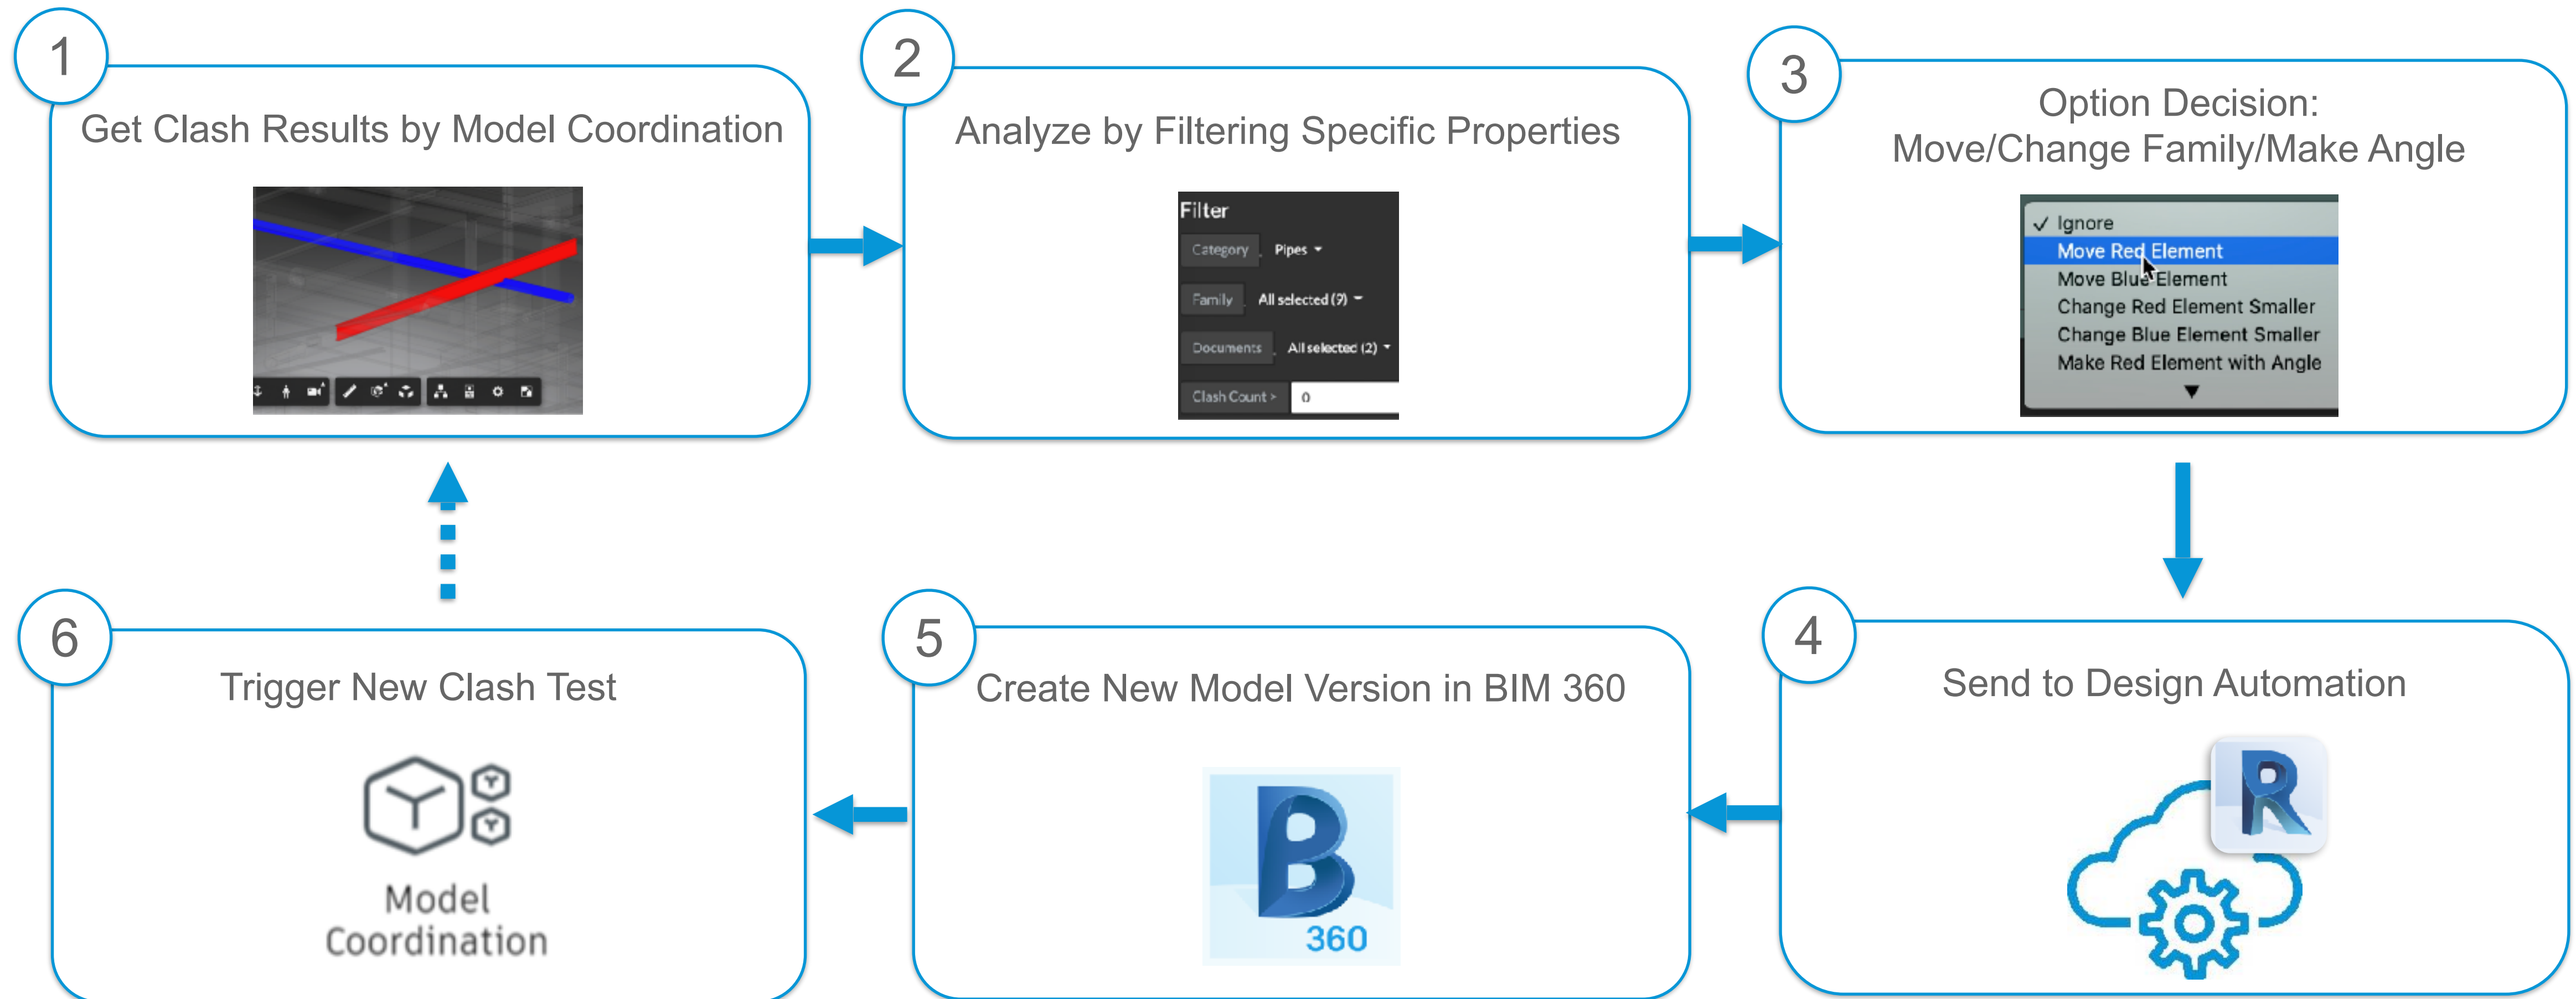 1
Get Clash Results by Model Coordination
2
Analyze by Filtering Specific Properties
Filter
Category Pipes
Family All selected (9)
Documents All selected (2)
Clash Count > 0
3
Option Decision:
Move/Change Family/Make Angle
✓ Ignore
Move Red Element
Move Blue Element
Change Red Element Smaller
Change Blue Element Smaller
Make Red Element with Angle
4
Send to Design Automation
R
5
Create New Model Version in BIM 360
B
360
6
Trigger New Clash Test
Model
Coordination